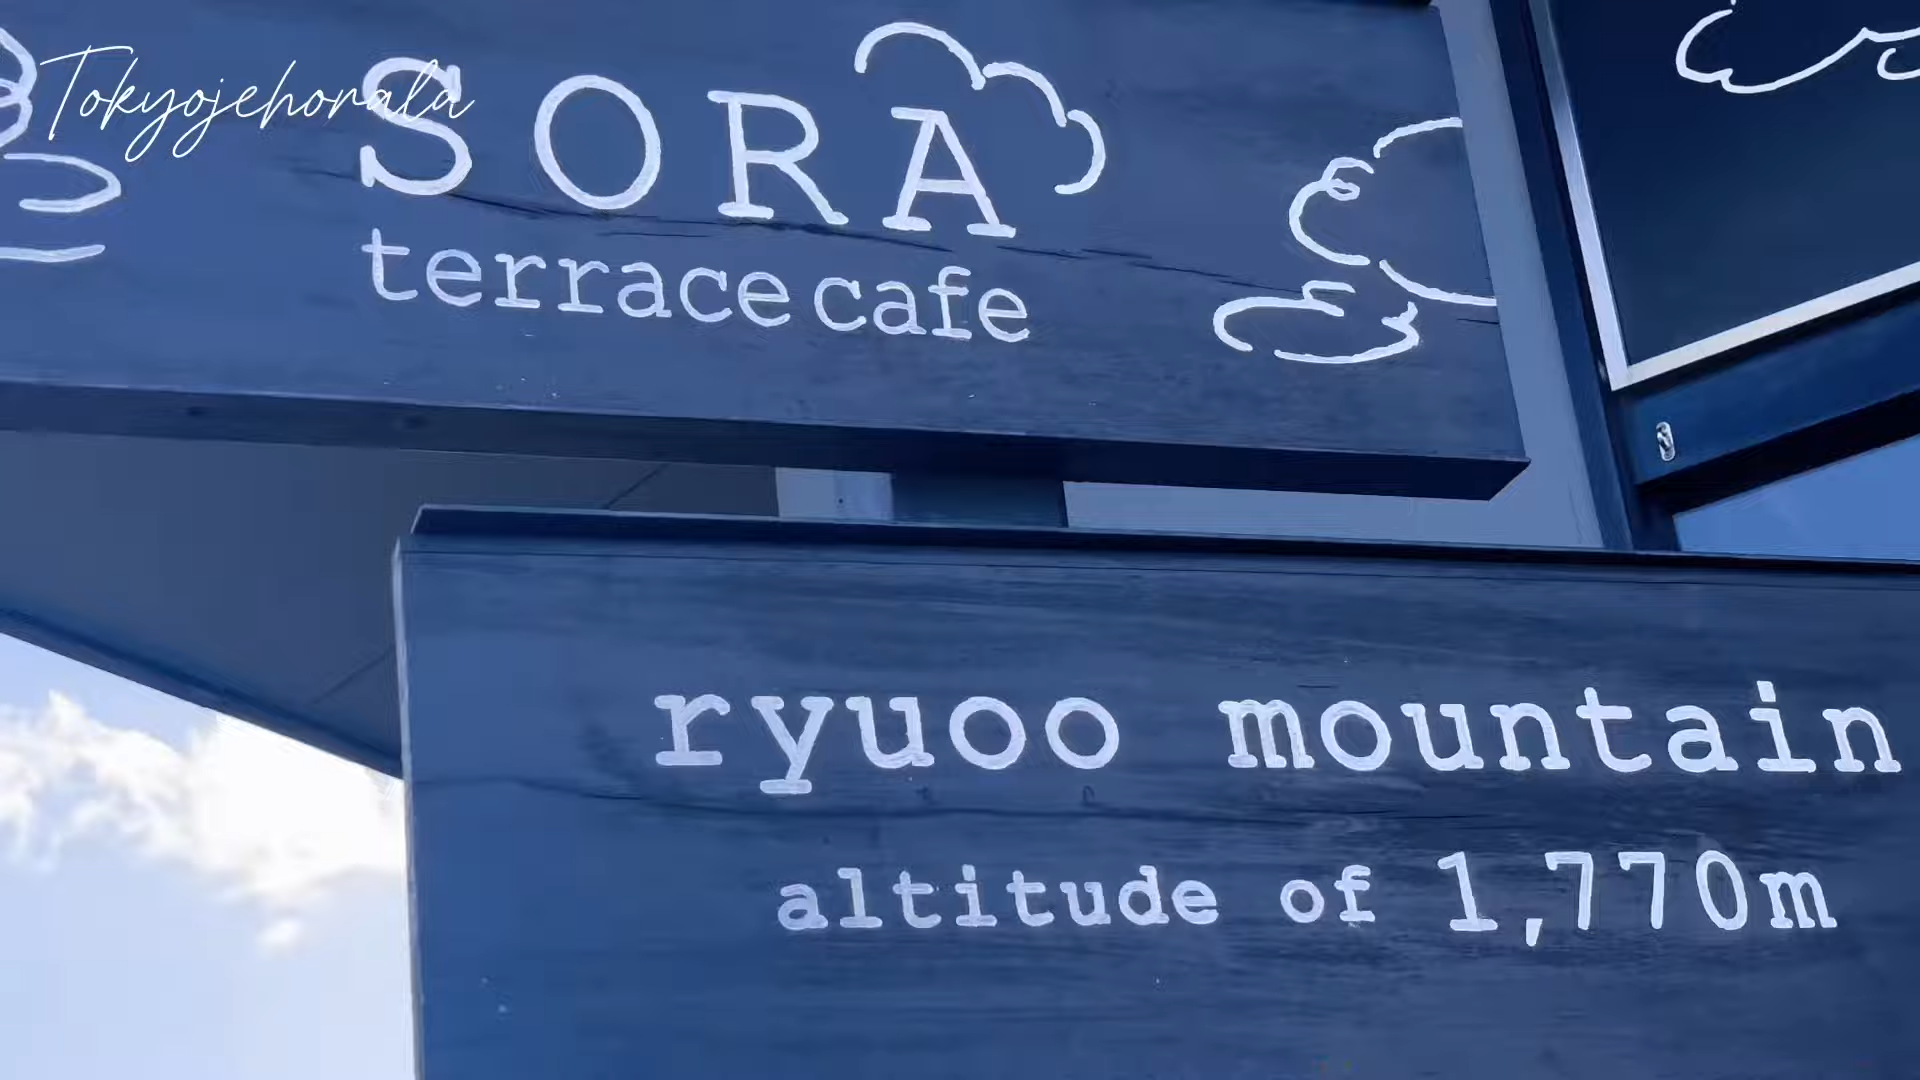 Tokyojehorala
SORA
terrace cafe
ryuoo mountain
altitude of 1,770m